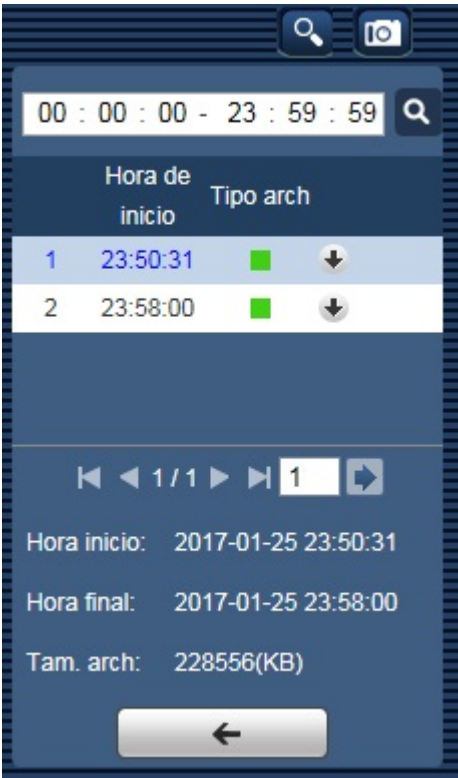 00 : 00 : 00 - 23 : 59 : 59
Hora de
inicio
Tipo arch
1 23:50:31
2 23:58:00
1 / 1 1
Hora inicio: 2017-01-25 23:50:31
Hora final: 2017-01-25 23:58:00
Tam. arch: 228556(KB)